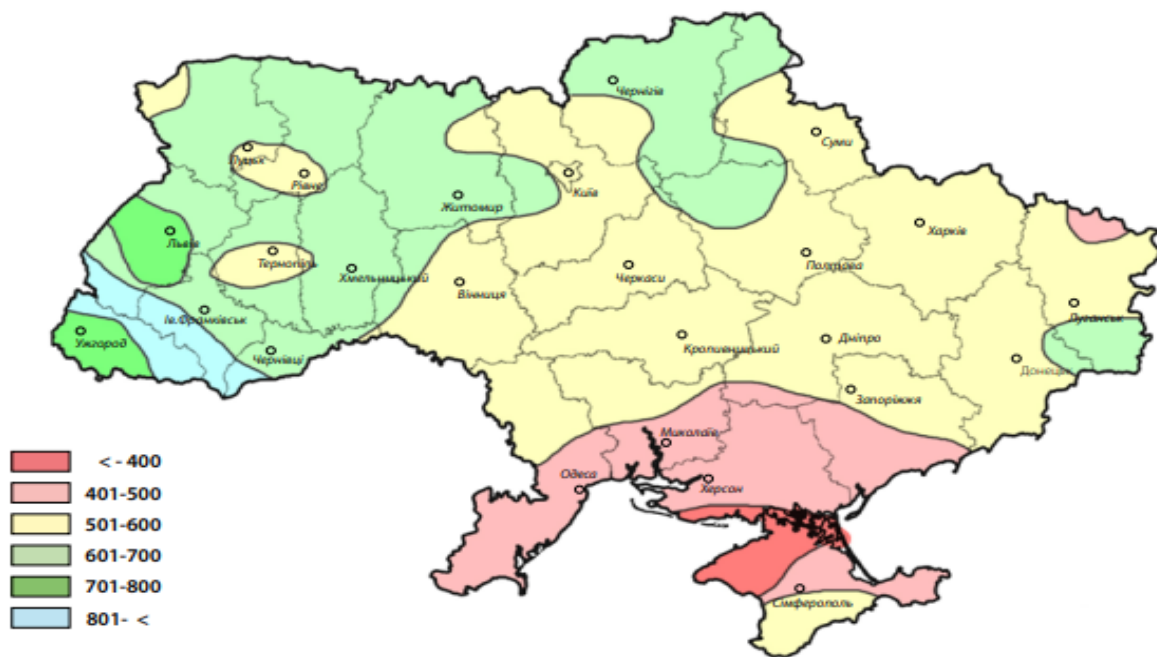 Чернігів
Суми
Луцьк
Рівне
Київ
Житомир
Харків
Львів
Тернопіль
Хмельницький
Полтава
Черкаси
Вінниця
Луганськ
Ів.Франківськ
Ужгород
Кропивницький
Дніпро
Чернівці
Донецьк
Запоріжжя
Миколаїв
Одеса
Херсон
Сімферополь
< - 400
401-500
501-600
601-700
701-800
801- <